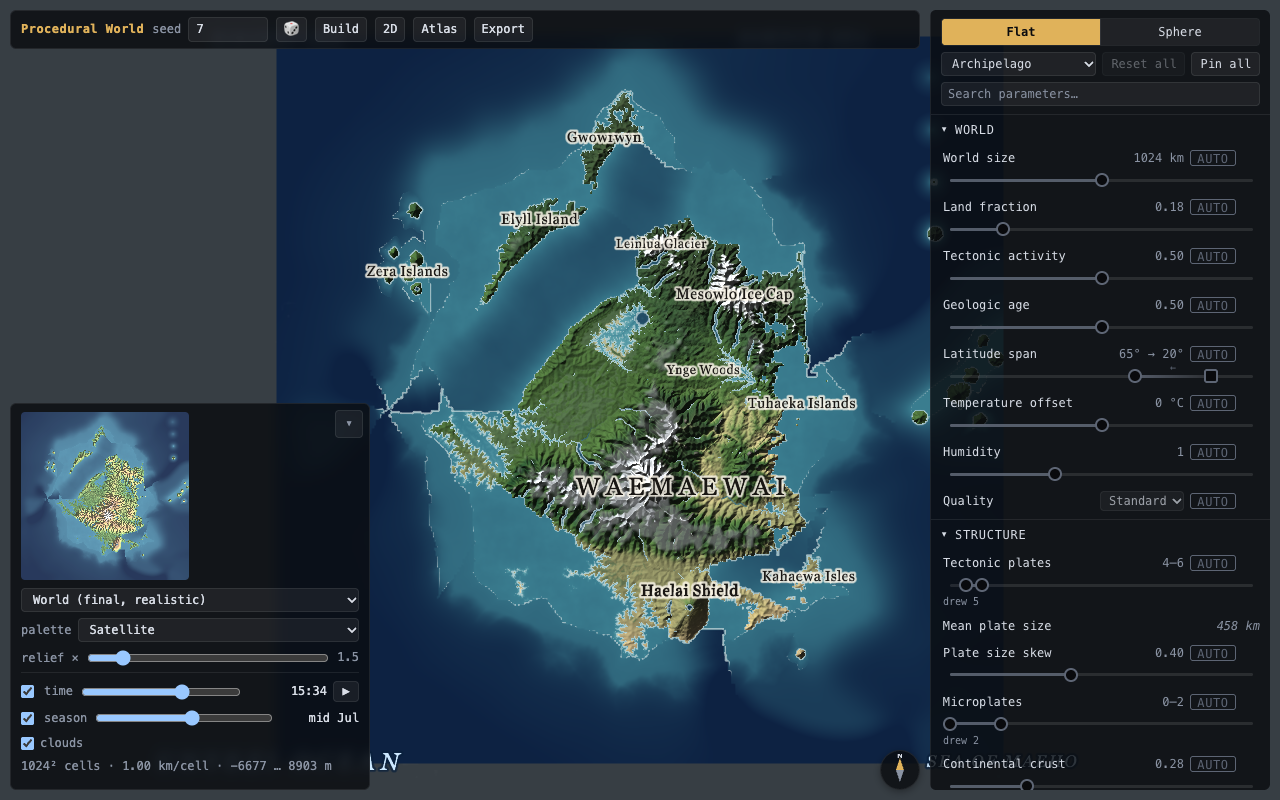 Procedural World seed 7 Build 2D Atlas Export
Flat Sphere
Archipelago Reset all Pin all
Search parameters…
WORLD
World size 1024 km AUTO
Land fraction 0.18 AUTO
Tectonic activity 0.50 AUTO
Geologic age 0.50 AUTO
Latitude span 65° → 20° AUTO
Temperature offset 0 °C AUTO
Humidity 1 AUTO
Quality Standard AUTO
STRUCTURE
Tectonic plates 4–6 AUTO
drew 5
Mean plate size 458 km
Plate size skew 0.40 AUTO
Microplates 0–2 AUTO
drew 2
Continental crust 0.28 AUTO
Gwowiwyn
Elyll Island
Leinlua Glacier
Zera Islands
Mesowlo Ice Cap
Ynge Woods
Tuhaeka Islands
WAEMAEWAI
Kahaewa Isles
Haelai Shield
N
World (final, realistic)
palette Satellite
relief × 1.5
time 15:34
season mid Jul
clouds
1024² cells · 1.00 km/cell · −6677 … 8903 m